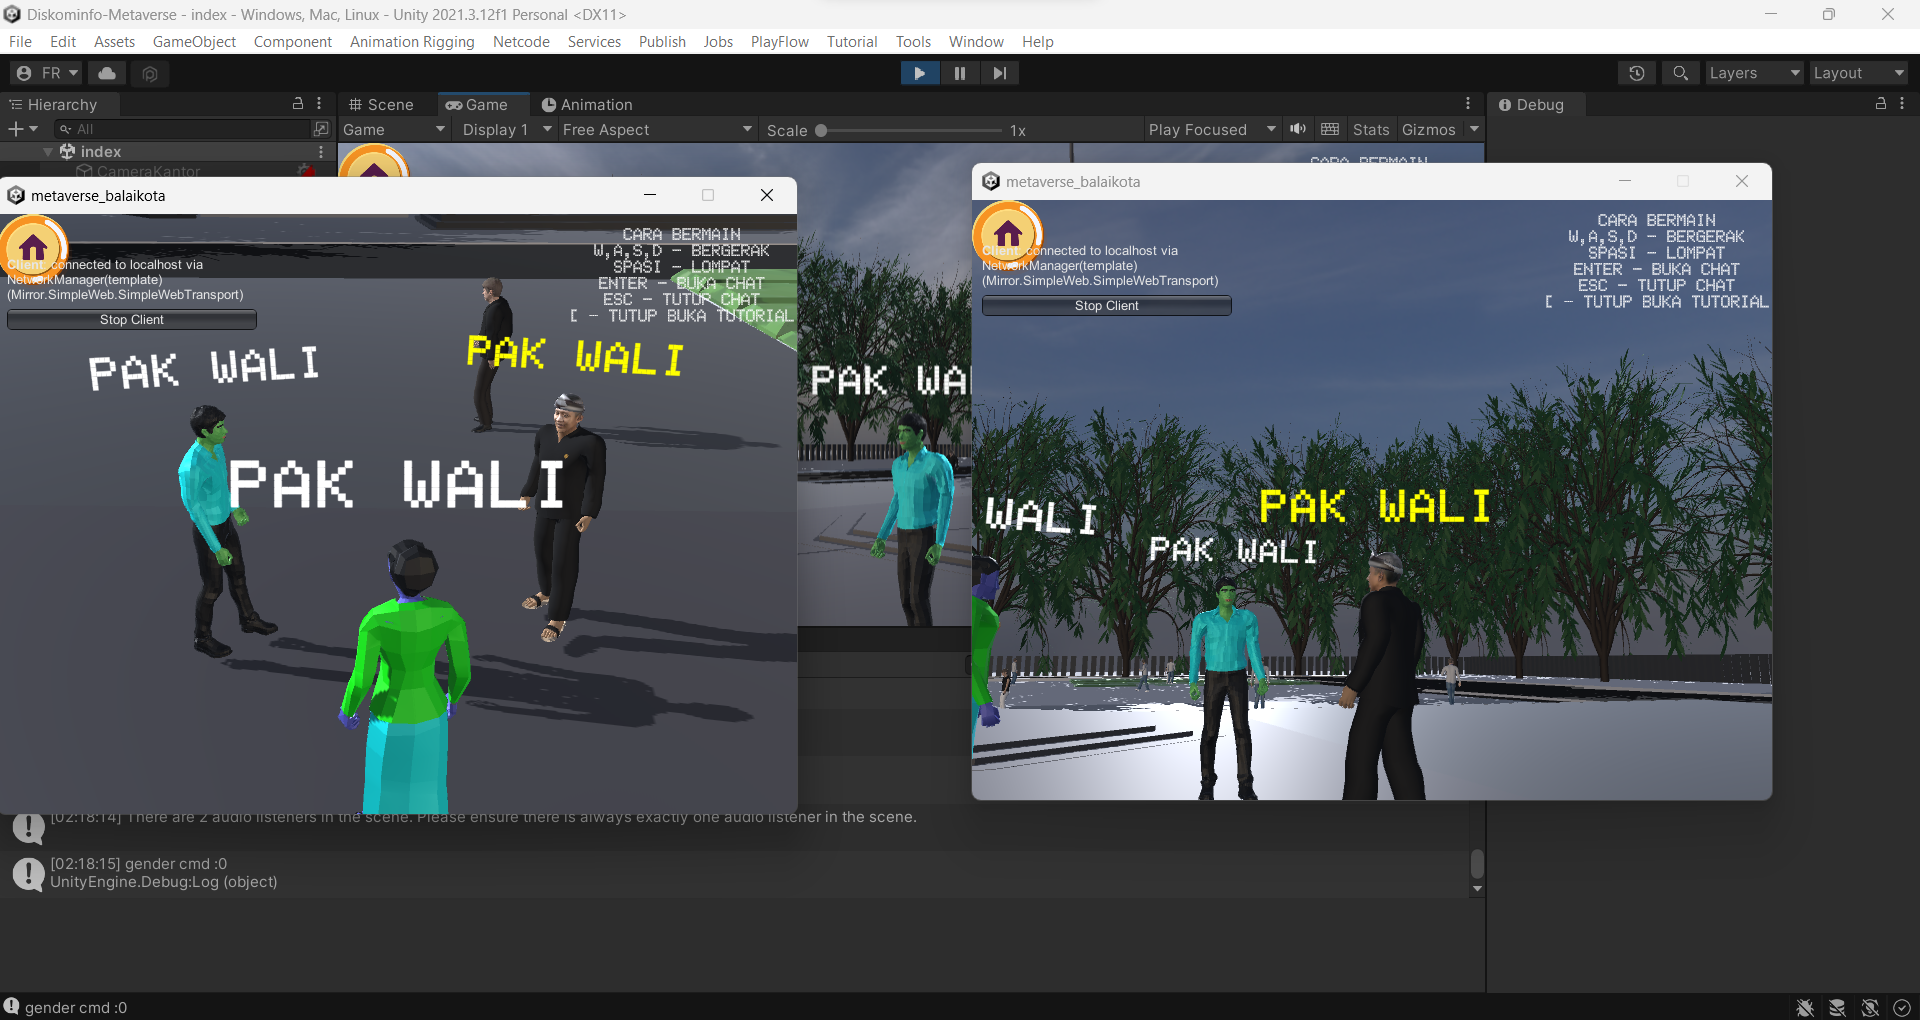 Diskominfo-Metaverse - index - Windows, Mac, Linux - Unity 2021.3.12f1 Personal <DX11>
File Edit Assets GameObject Component Animation Rigging Netcode Services Publish Jobs PlayFlow Tutorial Tools Window Help
FR Layers Layout
Hierarchy Scene Game Animation Debug
All Game Display 1 Free Aspect Scale 1x Play Focused Stats Gizmos
index
CameraKantor
CARA BERMAIN
metaverse_balaikota
CARA BERMAIN
W,A,S,D - BERGERAK
SPASI - LOMPAT
ENTER - BUKA CHAT
ESC - TUTUP CHAT
[ - TUTUP BUKA TUTORIAL
Client: connected to localhost via
NetworkManager(template)
(Mirror.SimpleWeb.SimpleWebTransport)
Stop Client
PAK WALI
PAK WALI
PAK WALI
PAK WA
metaverse_balaikota
CARA BERMAIN
W,A,S,D - BERGERAK
SPASI - LOMPAT
ENTER - BUKA CHAT
ESC - TUTUP CHAT
[ - TUTUP BUKA TUTORIAL
Client: connected to localhost via
NetworkManager(template)
(Mirror.SimpleWeb.SimpleWebTransport)
Stop Client
WALI
PAK WALI
PAK WALI
[02:18:14] There are 2 audio listeners in the scene. Please ensure there is always exactly one audio listener in the scene.
[02:18:15] gender cmd :0
UnityEngine.Debug:Log (object)
gender cmd :0